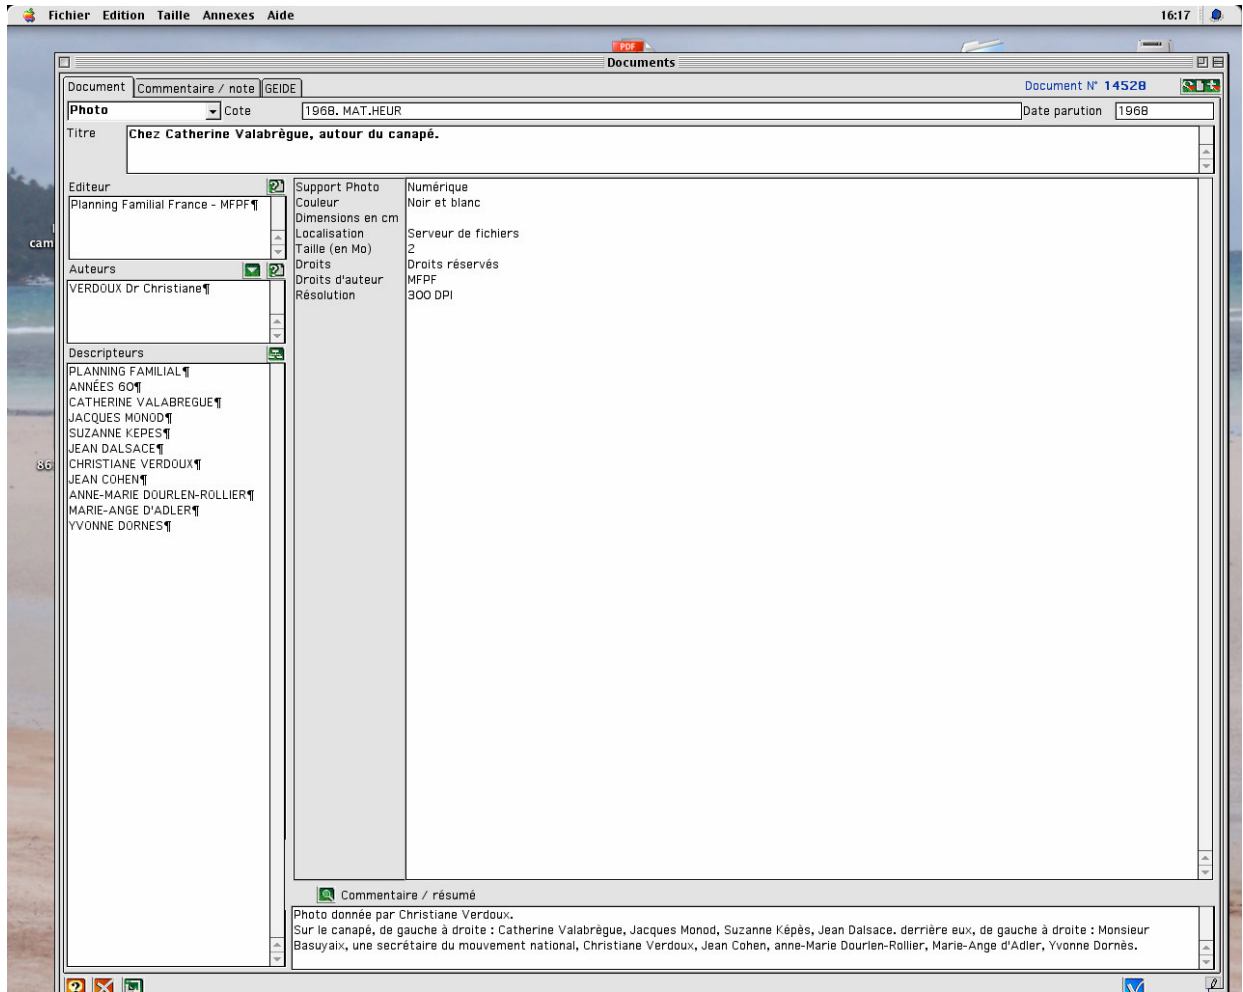 Fichier Edition Taille Annexes Aide 16:17
PDF
Documents
Document Commentaire / note GEIDE Document N° 14528
Photo Cote 1968. MAT.HEUR Date parution 1968
Titre Chez Catherine Valabrègue, autour du canapé.
Editeur
Planning Familial France - MFPF¶
cam
Auteurs
VERDOUX Dr Christiane¶
Descripteurs
PLANNING FAMILIAL¶
ANNÉES 60¶
CATHERINE VALABREGUE¶
JACQUES MONOD¶
SUZANNE KEPES¶
JEAN DALSACE¶
86
CHRISTIANE VERDOUX¶
JEAN COHEN¶
ANNE-MARIE DOURLEN-ROLLIER¶
MARIE-ANGE D'ADLER¶
YVONNE DORNES¶
Support Photo Numérique
Couleur Noir et blanc
Dimensions en cm
Localisation Serveur de fichiers
Taille (en Mo) 2
Droits Droits réservés
Droits d'auteur MFPF
Résolution 300 DPI
Commentaire / résumé
Photo donnée par Christiane Verdoux.
Sur le canapé, de gauche à droite : Catherine Valabrègue, Jacques Monod, Suzanne Képès, Jean Dalsace. derrière eux, de gauche à droite : Monsieur
Basuyaix, une secrétaire du mouvement national, Christiane Verdoux, Jean Cohen, anne-Marie Dourlen-Rollier, Marie-Ange d'Adler, Yvonne Dornès.